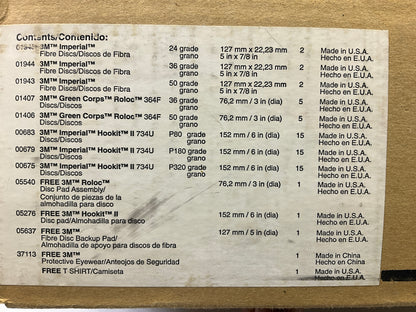 Contents/Contenido:
3M™ Imperial™ 24 grade 127 mm x 22,23 mm 2 Made in U.S.A.
Fibre Discs/Discos de Fibra grano 5 in x 7/8 in Hecho en E.U.A.
01944 3M™ Imperial™ 36 grade 127 mm x 22,23 mm 2 Made in U.S.A.
Fibre Discs/Discos de Fibra grano 5 in x 7/8 in Hecho en E.U.A.
01943 3M™ Imperial™ 50 grade 127 mm x 22,23 mm 2 Made in U.S.A.
Fibre Discs/Discos de Fibra grano 5 in x 7/8 in Hecho en E.U.A.
01407 3M™ Green Corps™ Roloc™ 364F 36 grade 76,2 mm / 3 in (dia) 5 Made in U.S.A.
Discs/Discos grano Hecho en E.U.A.
01406 3M™ Green Corps™ Roloc™ 364F 50 grade 76,2 mm / 3 in (dia) 5 Made in U.S.A.
Discs/Discos grano Hecho en E.U.A.
00683 3M™ Imperial™ Hookit™ II 734U P80 grade 152 mm / 6 in (dia) 15 Made in U.S.A.
Discs/Discos grano Hecho en E.U.A.
00679 3M™ Imperial™ Hookit™ II 734U P180 grade 152 mm / 6 in (dia) 15 Made in U.S.A.
Discs/Discos grano Hecho en E.U.A.
00675 3M™ Imperial™ Hookit™ II 734U P320 grade 152 mm / 6 in (dia) 15 Made in U.S.A.
Discs/Discos grano Hecho en E.U.A.
05540 FREE 3M™ Roloc™ 76,2 mm / 3 in (dia) 1 Made in U.S.A.
Disc Pad Assembly/ Hecho en E.U.A.
Conjunto de piezas de la
almohadilla para disco
05276 FREE 3M™ Hookit™ II 152 mm / 6 in (dia) 1 Made in U.S.A.
Disc pad/Almohadilla para disco Hecho en E.U.A.
05637 FREE 3M™ 127 mm / 5 in (dia) 1 Made in U.S.A.
Fibre Disc Backup Pad/ Hecho en E.U.A.
Almohadilla de apoyo para discos de fibra
37113 FREE 3M™ 1 Made in China
Protective Eyewear/Anteojos de Seguridad Hecho en China
FREE T SHIRT/Camiseta 1 Made in U.S.A.
Hecho en E.U.A.